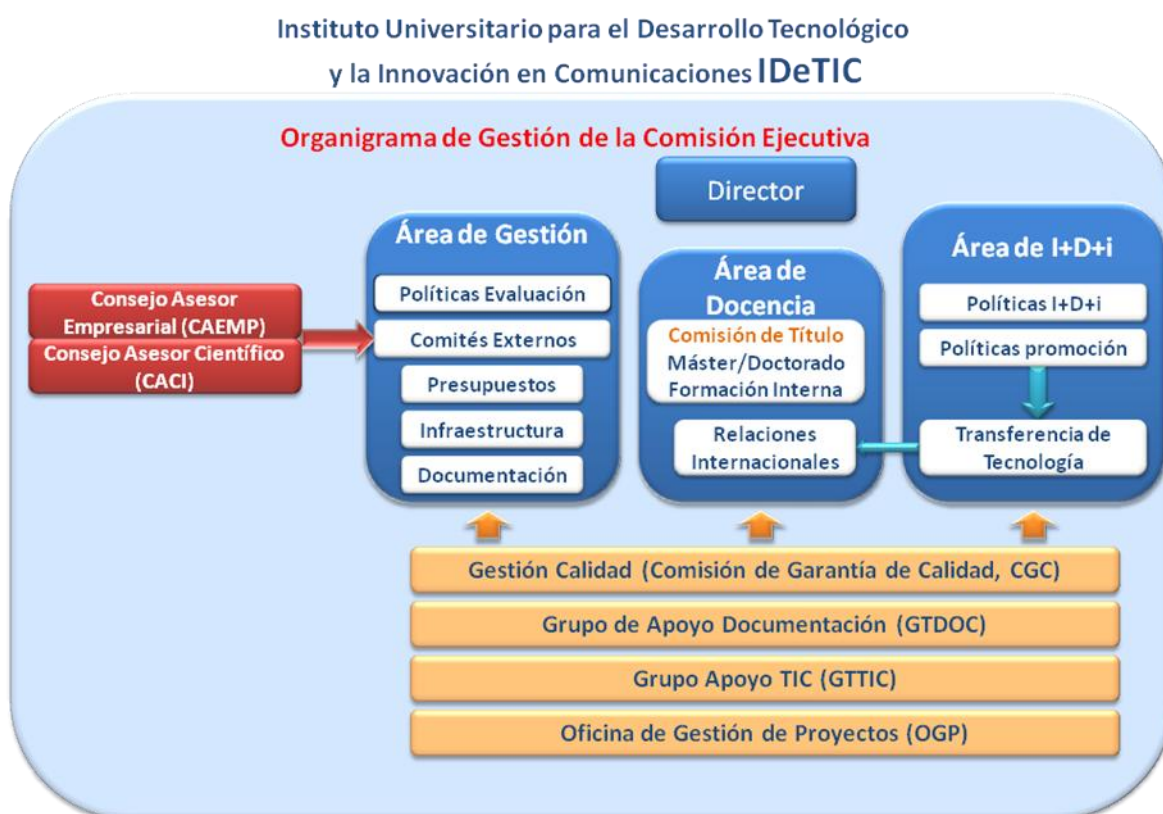 Instituto Universitario para el Desarrollo Tecnológico
y la Innovación en Comunicaciones IDeTIC
Organigrama de Gestión de la Comisión Ejecutiva
Director
Área de Gestión
Políticas Evaluación
Comités Externos
Presupuestos
Infraestructura
Documentación
Consejo Asesor
Empresarial (CAEMP)
Consejo Asesor Científico
(CACI)
Área de
Docencia
Comisión de Título
Máster/Doctorado
Formación Interna
Relaciones
Internacionales
Área de I+D+i
Políticas I+D+i
Políticas promoción
Transferencia de
Tecnología
Gestión Calidad (Comisión de Garantía de Calidad, CGC)
Grupo de Apoyo Documentación (GTDOC)
Grupo Apoyo TIC (GTTIC)
Oficina de Gestión de Proyectos (OGP)